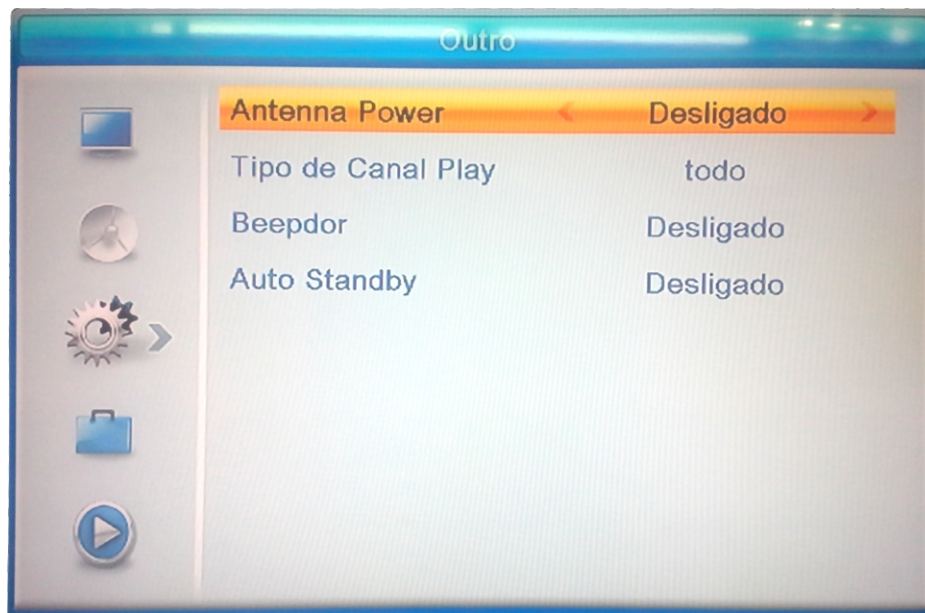 Outro
Antenna Power < Desligado >
Tipo de Canal Play todo
Beepdor Desligado
Auto Standby Desligado